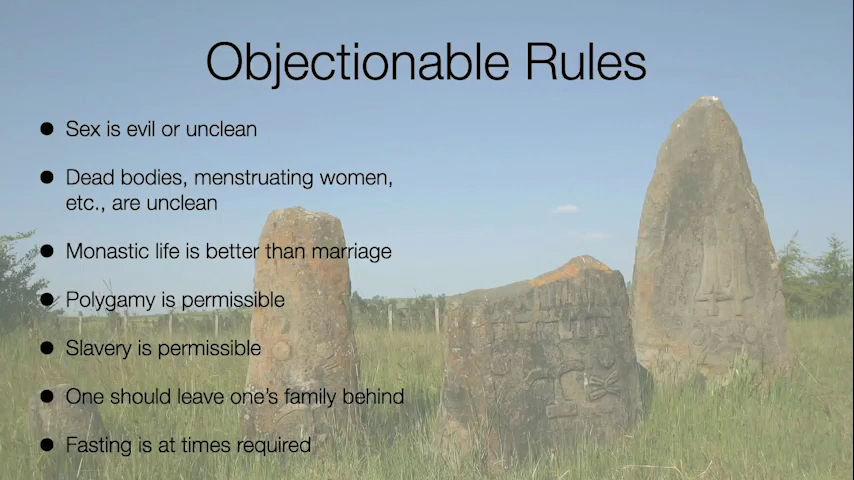 Objectionable Rules
● Sex is evil or unclean
● Dead bodies, menstruating women,
etc., are unclean
● Monastic life is better than marriage
● Polygamy is permissible
● Slavery is permissible
● One should leave one's family behind
● Fasting is at times required